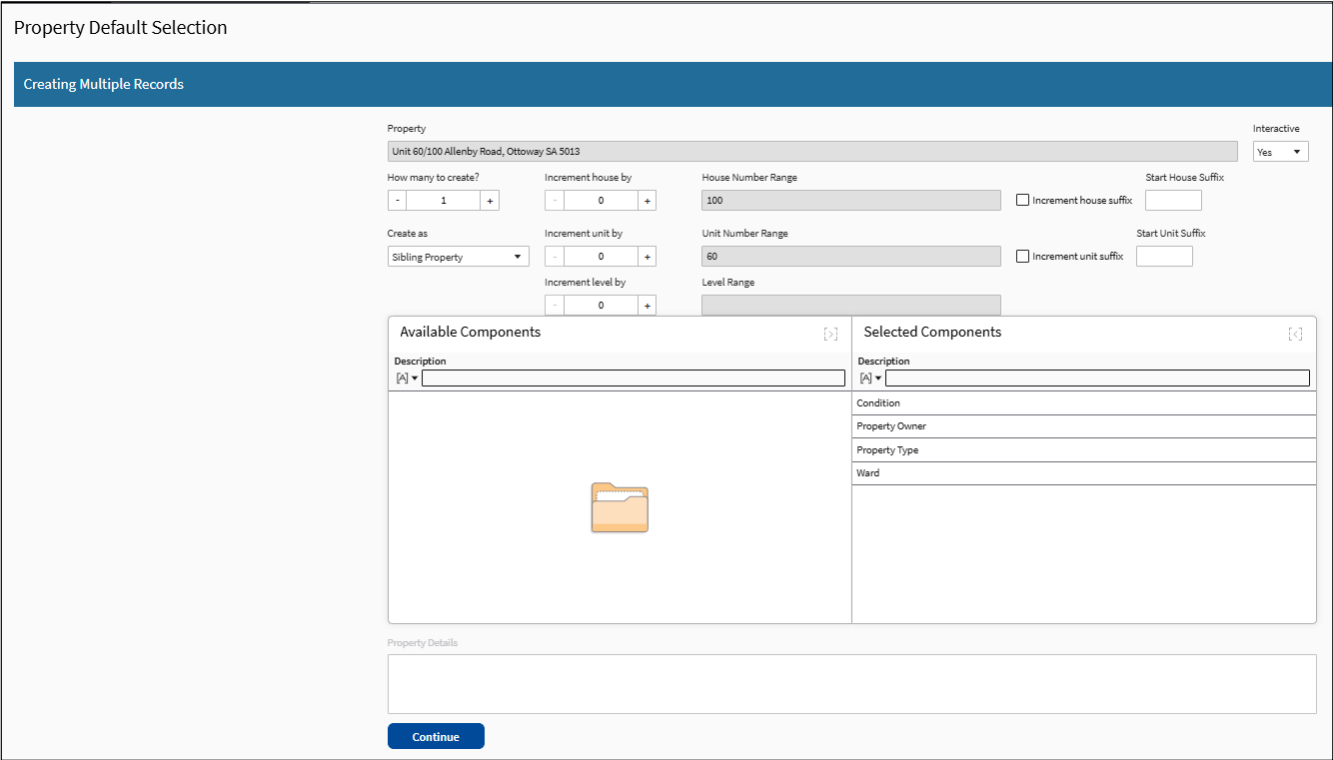 Property Default Selection
Creating Multiple Records
Property
Interactive
Unit 60/100 Allenby Road, Ottoway SA 5013
Yes
How many to create?
Increment house by
House Number Range
Start House Suffix
- 1 +
- 0 +
100
Increment house suffix
Create as
Increment unit by
Unit Number Range
Start Unit Suffix
Sibling Property
- 0 +
60
Increment unit suffix
Increment level by
Level Range
- 0 +
Available Components
[>]
Selected Components
[<]
Description
[A]
Description
[A]
Condition
Property Owner
Property Type
Ward
Property Details
Continue